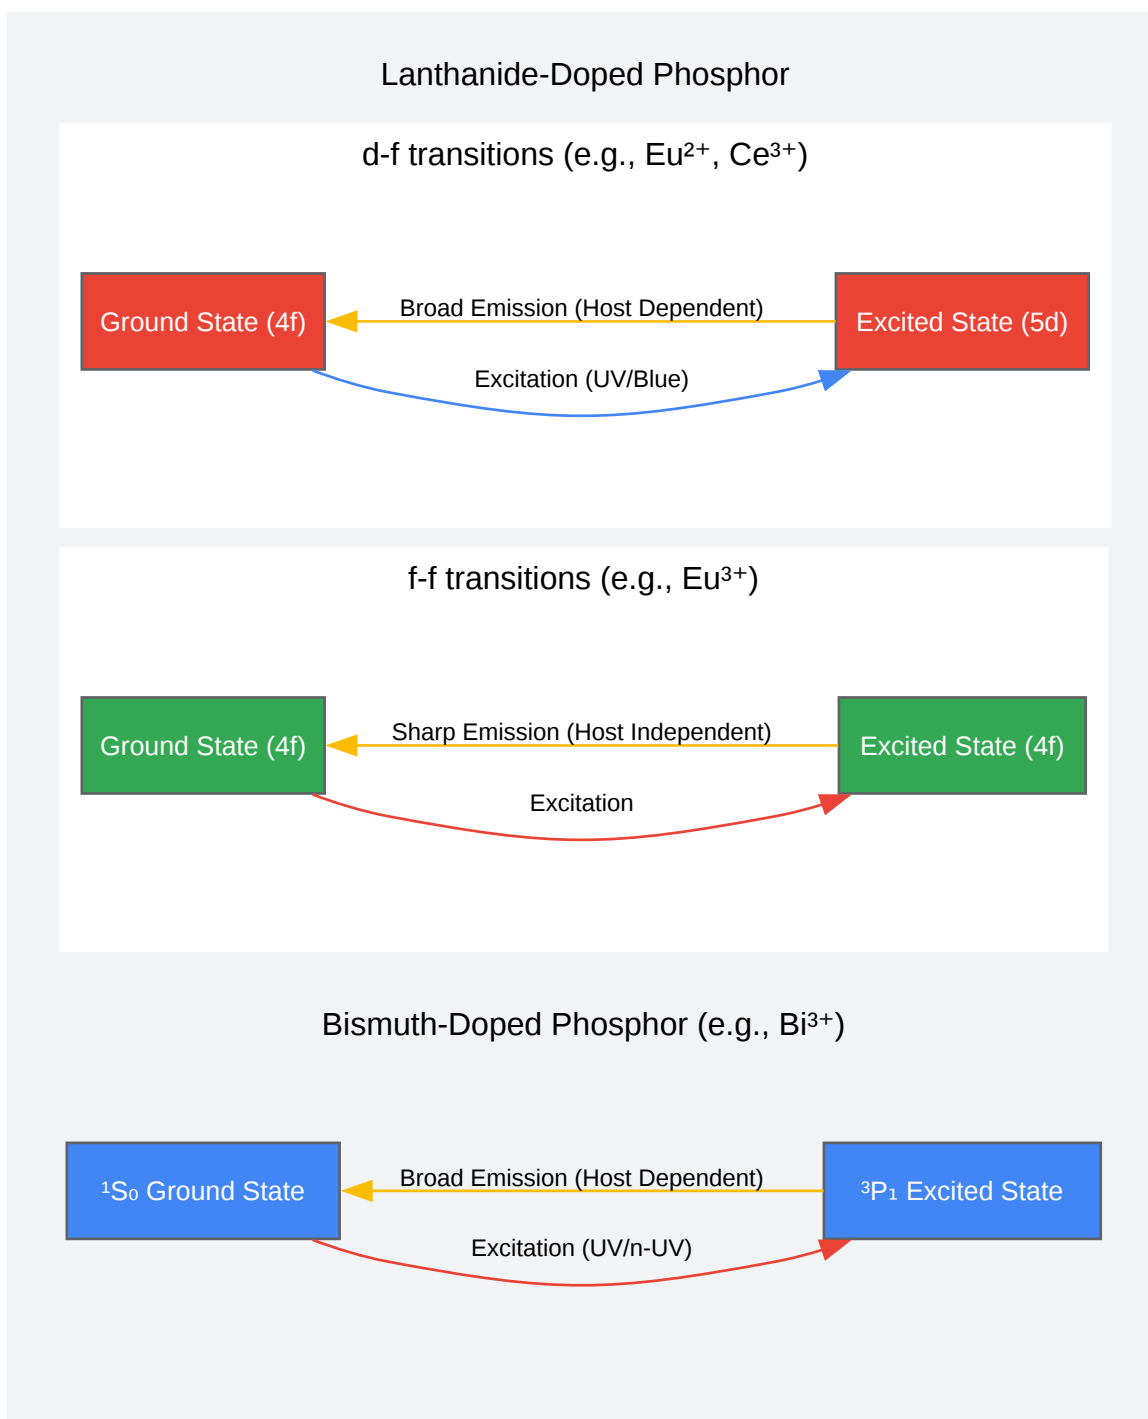 Lanthanide-Doped Phosphor
d-f transitions (e.g., Eu²⁺, Ce³⁺)
Ground State (4f)
Broad Emission (Host Dependent)
Excited State (5d)
Excitation (UV/Blue)
f-f transitions (e.g., Eu³⁺)
Ground State (4f)
Sharp Emission (Host Independent)
Excited State (4f)
Excitation
Bismuth-Doped Phosphor (e.g., Bi³⁺)
¹S₀ Ground State
Broad Emission (Host Dependent)
³P₁ Excited State
Excitation (UV/n-UV)